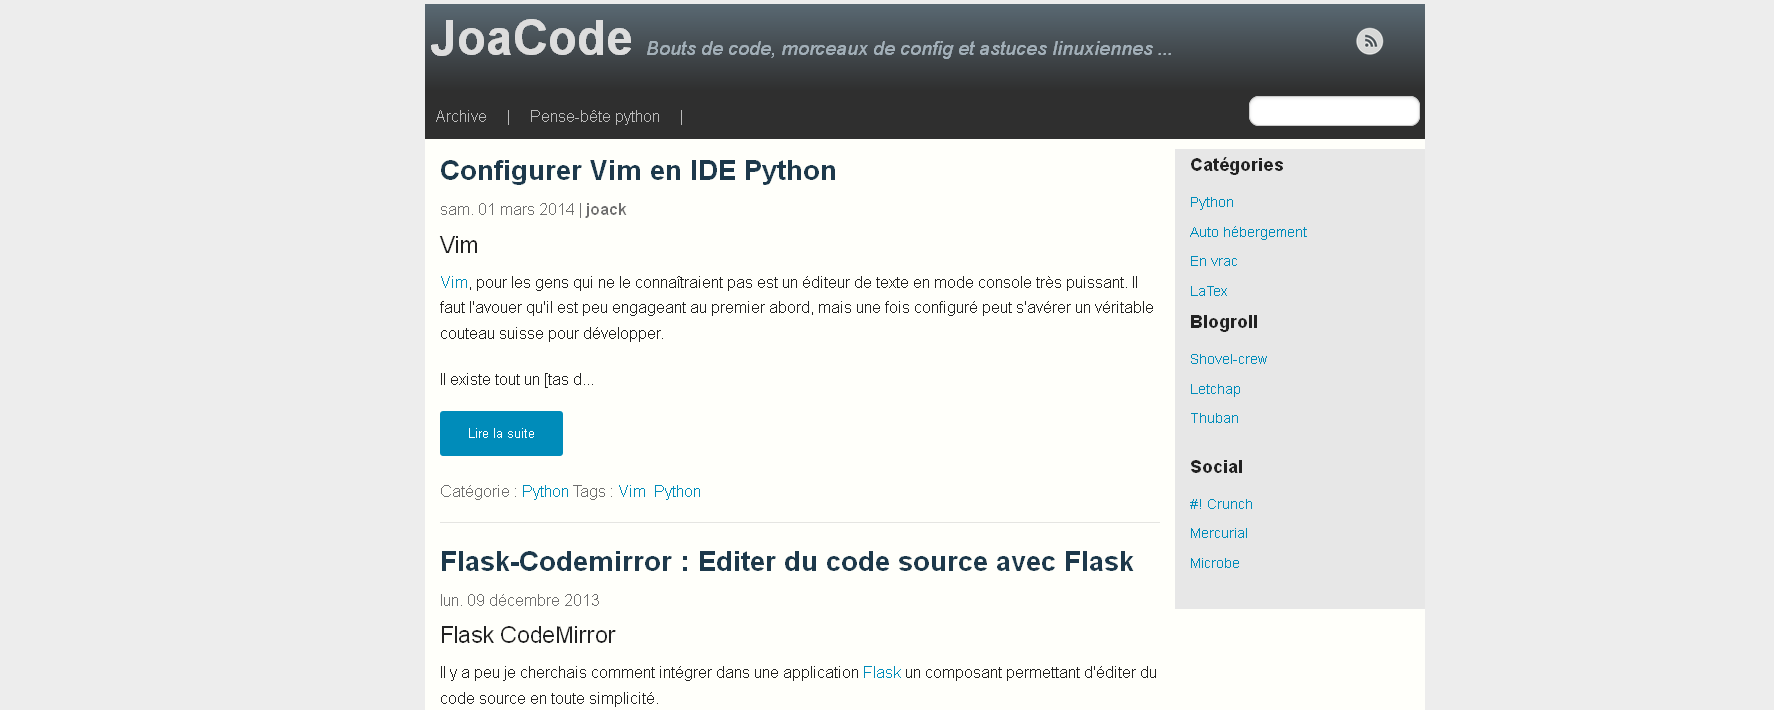 JoaCode Bouts de code, morceaux de config et astuces linuxiennes ...
Archive | Pense-bête python |
Configurer Vim en IDE Python
sam. 01 mars 2014 | joack
Vim
Vim, pour les gens qui ne le connaîtraient pas est un éditeur de texte en mode console très puissant. Il
faut l'avouer qu'il est peu engageant au premier abord, mais une fois configuré peut s'avérer un véritable
couteau suisse pour développer.
Il existe tout un [tas d...
Lire la suite
Catégorie : Python Tags : Vim Python
Flask-Codemirror : Editer du code source avec Flask
lun. 09 décembre 2013
Flask CodeMirror
Il y a peu je cherchais comment intégrer dans une application Flask un composant permettant d'éditer du
code source en toute simplicité.
Catégories
Python
Auto hébergement
En vrac
LaTex
Blogroll
Shovel-crew
Letchap
Thuban
Social
#! Crunch
Mercurial
Microbe